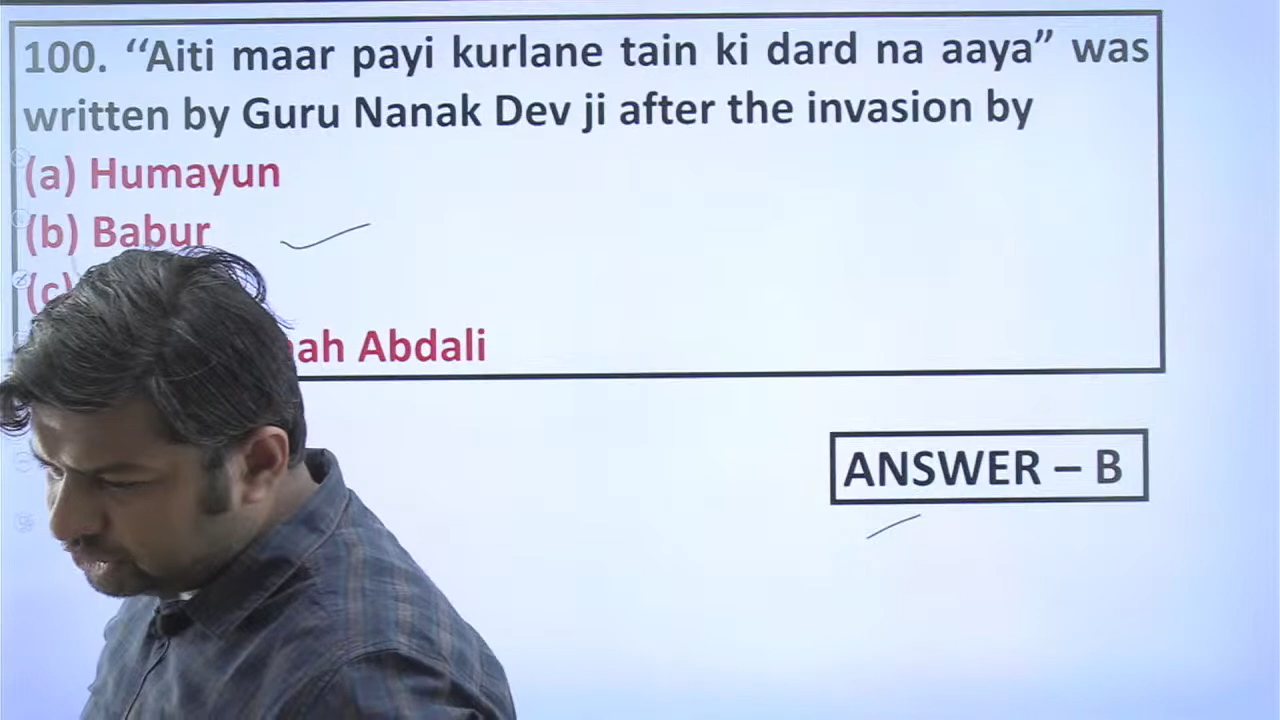 100. ‘‘Aiti maar payi kurlane tain ki dard na aaya” was
written by Guru Nanak Dev ji after the invasion by
(a) Humayun
(b) Babur
(c)
Abdali
ANSWER – B